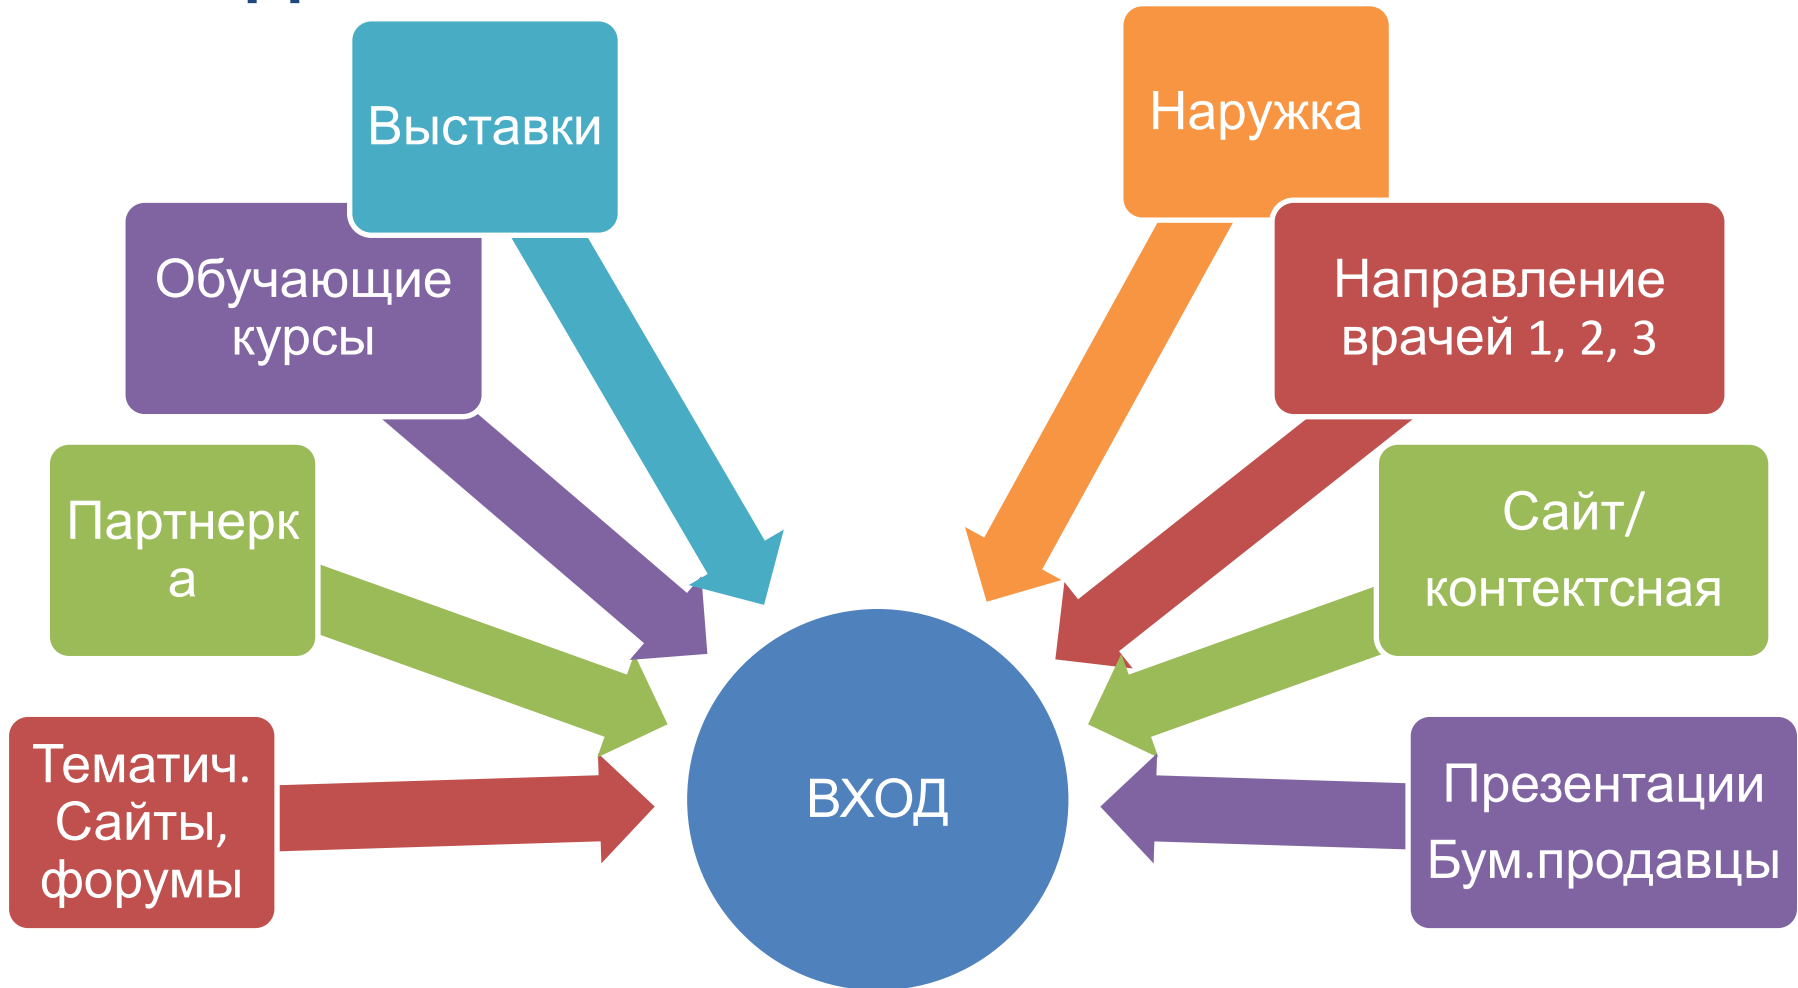 Выставки
Наружка
Обучающие
курсы
Направление
врачей 1, 2, 3
Партнерк
а
Сайт/
контектсная
Тематич.
Сайты,
форумы
ВХОД
Презентации
Бум.продавцы